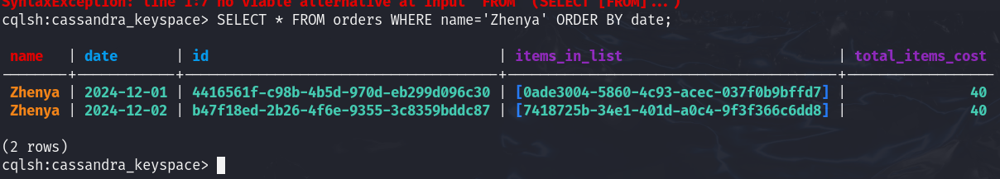 SyntaxException: line 1:7 no viable alternative at input 'FROM' (SELECT [FROM]...)
cqlsh:cassandra_keyspace> SELECT * FROM orders WHERE name='Zhenya' ORDER BY date;
name | date | id | items_in_list | total_items_cost
--------+------------+--------------------------------------+----------------------------------------+------------------
Zhenya | 2024-12-01 | 4416561f-c98b-4b5d-970d-eb299d096c30 | [0ade3004-5860-4c93-acec-037f0b9bffd7] | 40
Zhenya | 2024-12-02 | b47f18ed-2b26-4f6e-9355-3c8359bddc87 | [7418725b-34e1-401d-a0c4-9f3f366c6dd8] | 40
(2 rows)
cqlsh:cassandra_keyspace>